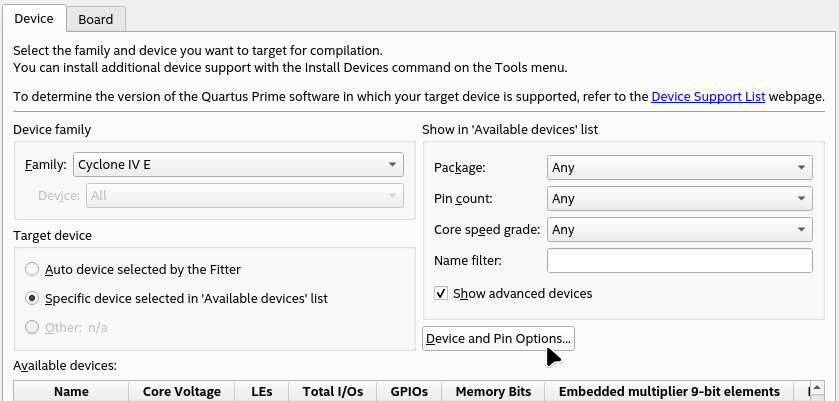 Device Board
Select the family and device you want to target for compilation.
You can install additional device support with the Install Devices command on the Tools menu.
To determine the version of the Quartus Prime software in which your target device is supported, refer to the Device Support List webpage.
Device family
Family: Cyclone IV E
Device: All
Target device
Auto device selected by the Fitter
Specific device selected in 'Available devices' list
Other: n/a
Show in 'Available devices' list
Package: Any
Pin count: Any
Core speed grade: Any
Name filter:
Show advanced devices
Device and Pin Options...
Available devices:
Name Core Voltage LEs Total I/Os GPIOs Memory Bits Embedded multiplier 9-bit elements